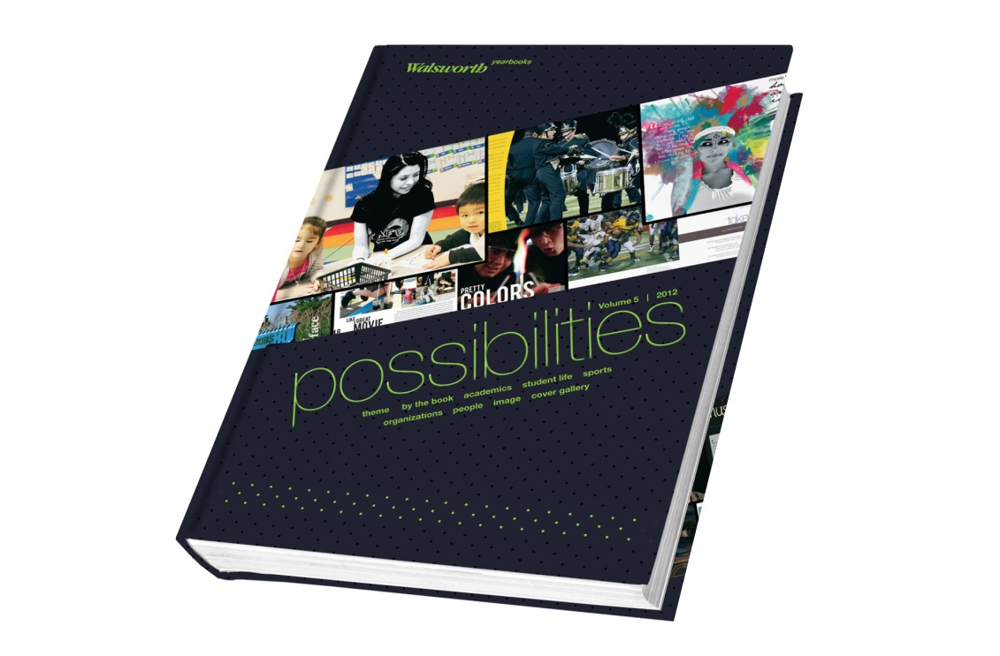 Walsworth yearbooks
PRETTY
COLORS
LIKE GREAT
MOVIE
face
take
Volume 5 | 2012
possibilities
theme by the book academics student life sports
organizations people image cover gallery